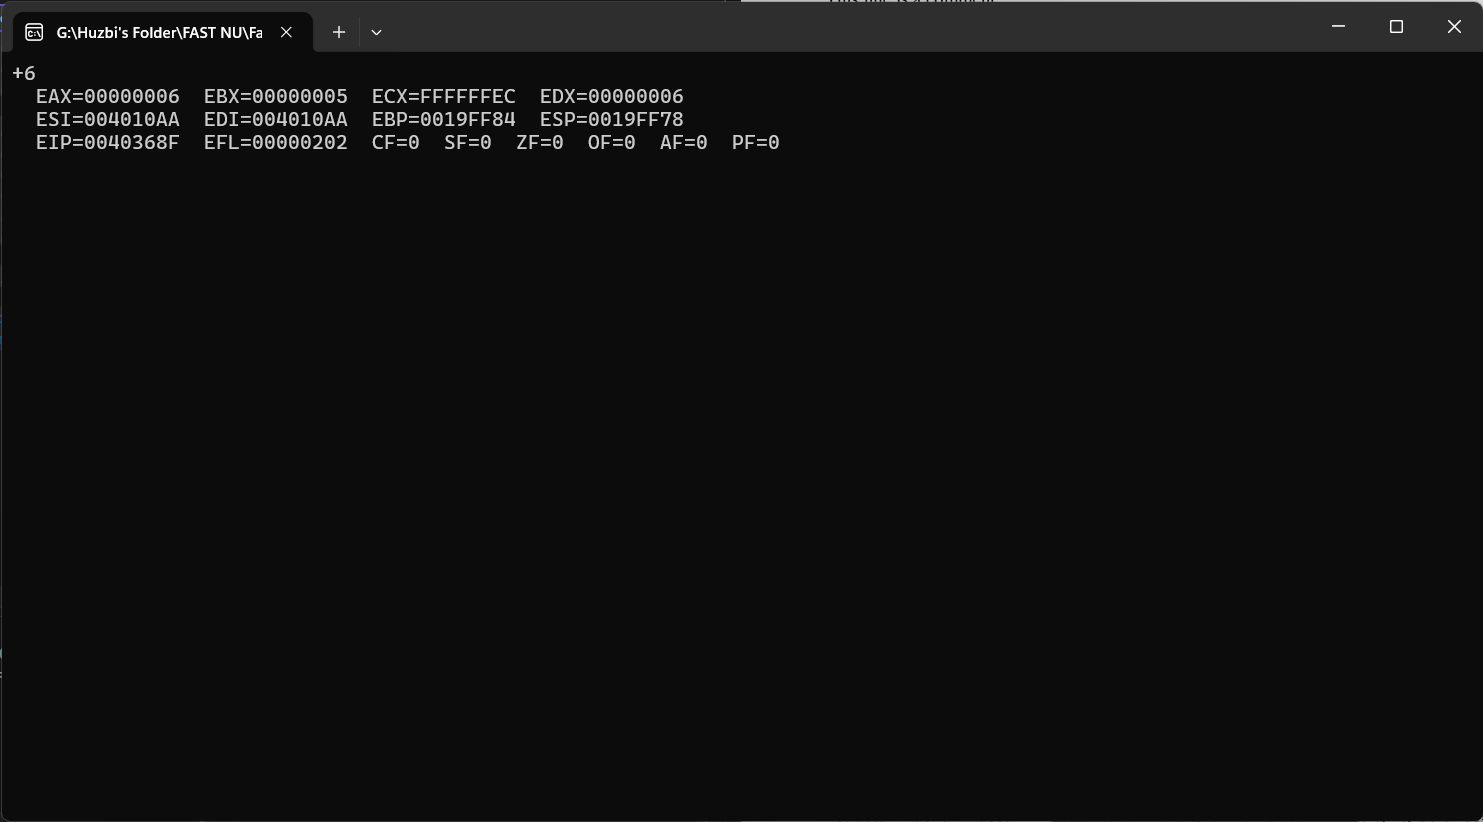 G:\Huzbi's Folder\FAST NU\Fa
+6
EAX=00000006 EBX=00000005 ECX=FFFFFFEC EDX=00000006
ESI=004010AA EDI=004010AA EBP=0019FF84 ESP=0019FF78
EIP=0040368F EFL=00000202 CF=0 SF=0 ZF=0 OF=0 AF=0 PF=0